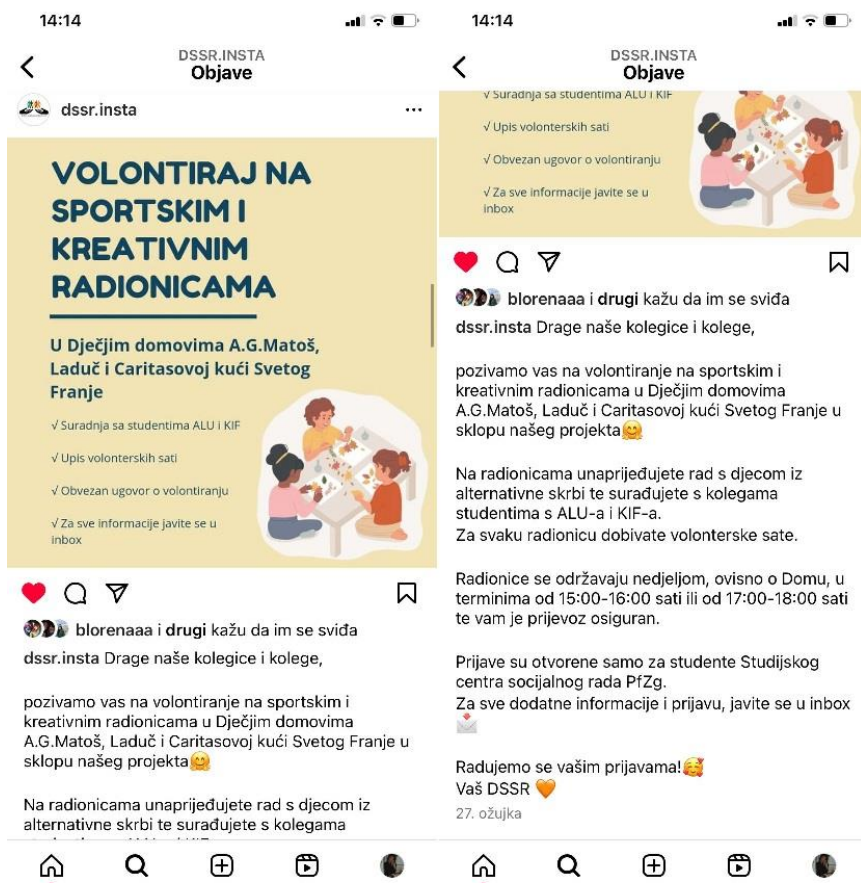 14:14
DSSR.INSTA
Objave
dssr.insta
VOLONTIRAJ NA
SPORTSKIM I
KREATIVNIM
RADIONICAMA
U Dječjim domovima A.G.Matoš,
Laduč i Caritasovoj kući Svetog
Franje
√ Suradnja sa studentima ALU i KIF
√ Upis volonterskih sati
√ Obvezan ugovor o volontiranju
√ Za sve informacije javite se u
inbox
blorenaaa i drugi kažu da im se sviđa
dssr.insta Drage naše kolegice i kolege,
pozivamo vas na volontiranje na sportskim i
kreativnim radionicama u Dječjim domovima
A.G.Matoš, Laduč i Caritasovoj kući Svetog Franje u
sklopu našeg projekta🤗
Na radionicama unaprijeđujete rad s djecom iz
alternativne skrbi te surađujete s kolegama
14:14
DSSR.INSTA
Objave
√ Suradnja sa studentima ALU i KIF
√ Upis volonterskih sati
√ Obvezan ugovor o volontiranju
√ Za sve informacije javite se u
inbox
blorenaaa i drugi kažu da im se sviđa
dssr.insta Drage naše kolegice i kolege,
pozivamo vas na volontiranje na sportskim i
kreativnim radionicama u Dječjim domovima
A.G.Matoš, Laduč i Caritasovoj kući Svetog Franje u
sklopu našeg projekta🤗
Na radionicama unaprijeđujete rad s djecom iz
alternativne skrbi te surađujete s kolegama
studentima s ALU-a i KIF-a.
Za svaku radionicu dobivate volonterske sate.
Radionice se održavaju nedjeljom, ovisno o Domu, u
terminima od 15:00-16:00 sati ili od 17:00-18:00 sati
te vam je prijevoz osiguran.
Prijave su otvorene samo za studente Studijskog
centra socijalnog rada PfZg.
Za sve dodatne informacije i prijavu, javite se u inbox
📩
Radujemo se vašim prijavama!🥰
Vaš DSSR 🧡
27. ožujka